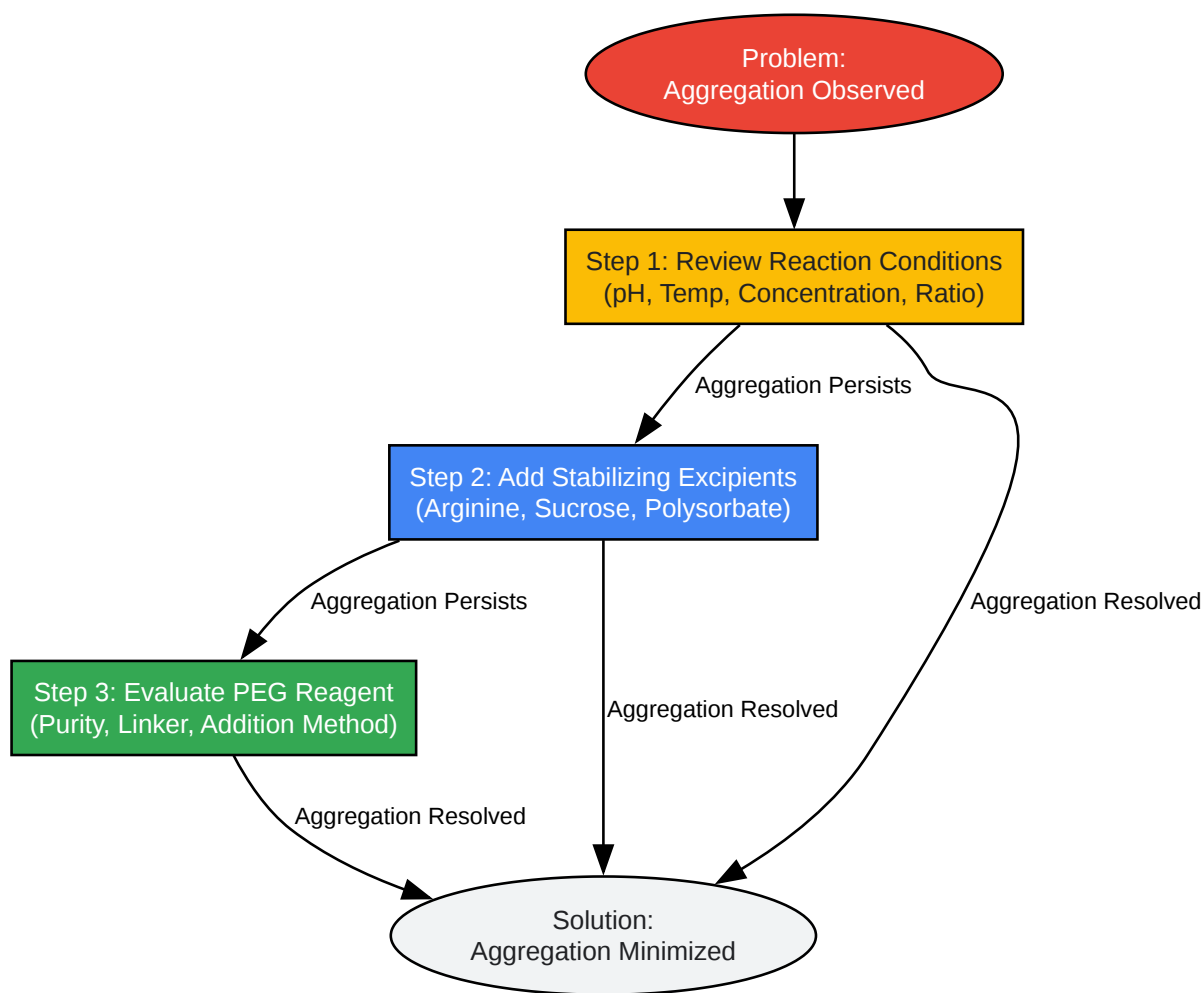 Problem:
Aggregation Observed
Step 1: Review Reaction Conditions
(pH, Temp, Concentration, Ratio)
Aggregation Persists
Step 2: Add Stabilizing Excipients
(Arginine, Sucrose, Polysorbate)
Aggregation Persists
Aggregation Resolved
Step 3: Evaluate PEG Reagent
(Purity, Linker, Addition Method)
Aggregation Resolved
Aggregation Resolved
Solution:
Aggregation Minimized